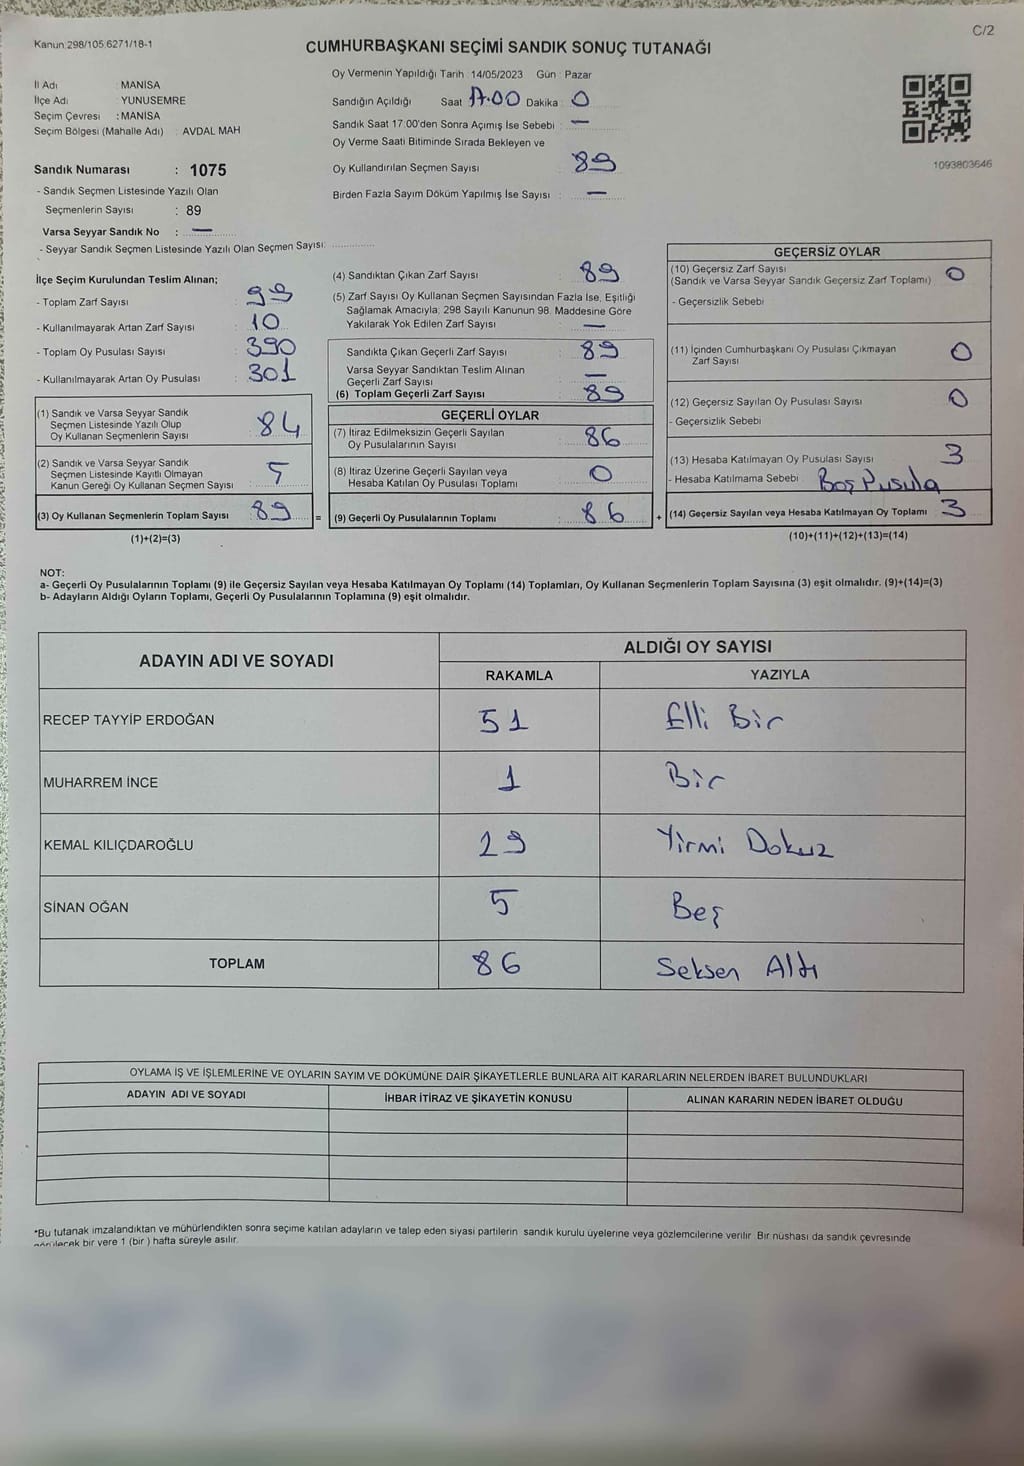 C/2
Kanun:298/105.6271/18-1
CUMHURBAŞKANI SEÇİMİ SANDIK SONUÇ TUTANAĞI
İl Adı : MANİSA
İlçe Adı : YUNUSEMRE
Seçim Çevresi : MANİSA
Seçim Bölgesi (Mahalle Adı) : AVDAL MAH
Sandık Numarası : 1075
- Sandık Seçmen Listesinde Yazılı Olan
Seçmenlerin Sayısı : 89
Varsa Seyyar Sandık No : —
- Seyyar Sandık Seçmen Listesinde Yazılı Olan Seçmen Sayısı:
Oy Vermenin Yapıldığı Tarih : 14/05/2023 Gün : Pazar
Sandığın Açıldığı Saat 17.00 Dakika : 0
Sandık Saat 17:00'den Sonra Açımış İse Sebebi : —
Oy Verme Saati Bitiminde Sırada Bekleyen ve
Oy Kullandırılan Seçmen Sayısı : 89
Birden Fazla Sayım Döküm Yapılmış İse Sayısı : —
1093803646
İlçe Seçim Kurulundan Teslim Alınan;
- Toplam Zarf Sayısı : 99
- Kullanılmayarak Artan Zarf Sayısı : 10
- Toplam Oy Pusulası Sayısı : 390
- Kullanılmayarak Artan Oy Pusulası : 301
(1) Sandık ve Varsa Seyyar Sandık
Seçmen Listesinde Yazılı Olup
Oy Kullanan Seçmenlerin Sayısı : 84
(2) Sandık ve Varsa Seyyar Sandık
Seçmen Listesinde Kayıtlı Olmayan
Kanun Gereği Oy Kullanan Seçmen Sayısı : 5
(3) Oy Kullanan Seçmenlerin Toplam Sayısı : 89 =
(1)+(2)=(3)
(4) Sandıktan Çıkan Zarf Sayısı : 89
(5) Zarf Sayısı Oy Kullanan Seçmen Sayısından Fazla İse, Eşitliği
Sağlamak Amacıyla; 298 Sayılı Kanunun 98. Maddesine Göre
Yakılarak Yok Edilen Zarf Sayısı : —
Sandıkta Çıkan Geçerli Zarf Sayısı : 89
Varsa Seyyar Sandıktan Teslim Alınan
Geçerli Zarf Sayısı : —
(6) Toplam Geçerli Zarf Sayısı : 89
GEÇERLİ OYLAR
(7) İtiraz Edilmeksizin Geçerli Sayılan
Oy Pusulalarının Sayısı : 86
(8) İtiraz Üzerine Geçerli Sayılan veya
Hesaba Katılan Oy Pusulası Toplamı : 0
(9) Geçerli Oy Pusulalarının Toplamı : 86 +
GEÇERSİZ OYLAR
(10) Geçersiz Zarf Sayısı
(Sandık ve Varsa Seyyar Sandık Geçersiz Zarf Toplamı) : 0
- Geçersizlik Sebebi
(11) İçinden Cumhurbaşkanı Oy Pusulası Çıkmayan
Zarf Sayısı : 0
(12) Geçersiz Sayılan Oy Pusulası Sayısı : 0
- Geçersizlik Sebebi
(13) Hesaba Katılmayan Oy Pusulası Sayısı : 3
- Hesaba Katılmama Sebebi : Boş Pusula
(14) Geçersiz Sayılan veya Hesaba Katılmayan Oy Toplamı : 3
(10)+(11)+(12)+(13)=(14)
NOT:
a- Geçerli Oy Pusulalarının Toplamı (9) ile Geçersiz Sayılan veya Hesaba Katılmayan Oy Toplamı (14) Toplamları, Oy Kullanan Seçmenlerin Toplam Sayısına (3) eşit olmalıdır. (9)+(14)=(3)
b- Adayların Aldığı Oyların Toplamı, Geçerli Oy Pusulalarının Toplamına (9) eşit olmalıdır.
ADAYIN ADI VE SOYADI
ALDIĞI OY SAYISI
RAKAMLA YAZIYLA
RECEP TAYYİP ERDOĞAN 51 Elli Bir
MUHARREM İNCE 1 Bir
KEMAL KILIÇDAROĞLU 29 Yirmi Dokuz
SİNAN OĞAN 5 Beş
TOPLAM 86 Seksen Altı
OYLAMA İŞ VE İŞLEMLERİNE VE OYLARIN SAYIM VE DÖKÜMÜNE DAİR ŞİKAYETLERLE BUNLARA AİT KARARLARIN NELERDEN İBARET BULUNDUKLARI
ADAYIN ADI VE SOYADI İHBAR İTİRAZ VE ŞİKAYETİN KONUSU ALINAN KARARIN NEDEN İBARET OLDUĞU
*Bu tutanak imzalandıktan ve mühürlendikten sonra seçime katılan adayların ve talep eden siyasi partilerin sandık kurulu üyelerine veya gözlemcilerine verilir. Bir nüshası da sandık çevresinde
görülecek bir yere 1 (bir) hafta süreyle asılır.